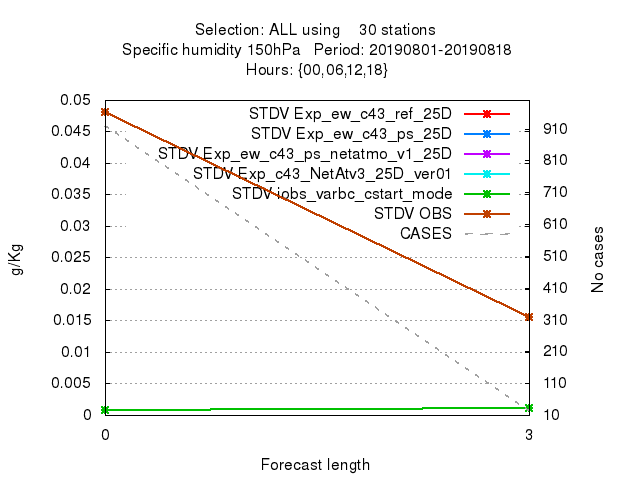 Selection: ALL using 30 stations
Specific humidity 150hPa Period: 20190801-20190818
Hours: {00,06,12,18}
0.05
0.045
0.04
0.035
0.03
0.025
0.02
0.015
0.01
0.005
0
910
810
710
610
510
410
310
210
110
10
STDV Exp_ew_c43_ref_25D
STDV Exp_ew_c43_ps_25D
STDV Exp_ew_c43_ps_netatmo_v1_25D
STDV Exp_c43_NetAtv3_25D_ver01
STDV iobs_varbc_cstart_mode
STDV OBS
CASES
g/Kg
No cases
0
3
Forecast length